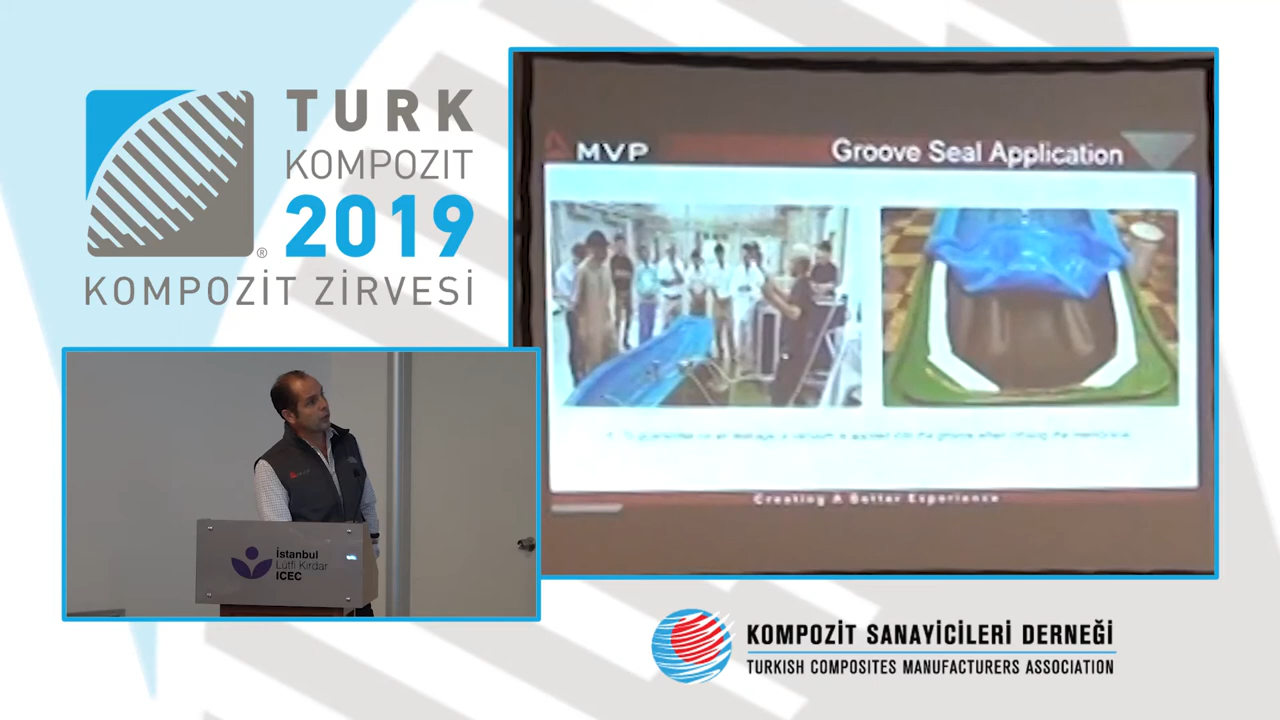 TURK
KOMPOZIT
2019
®
KOMPOZİT ZİRVESİ
MVP
Groove Seal Application
Creating A Better Experience
İstanbul
Lütfi Kırdar
ICEC
KOMPOZİT SANAYİCİLERİ DERNEĞİ
TURKISH COMPOSITES MANUFACTURERS ASSOCIATION